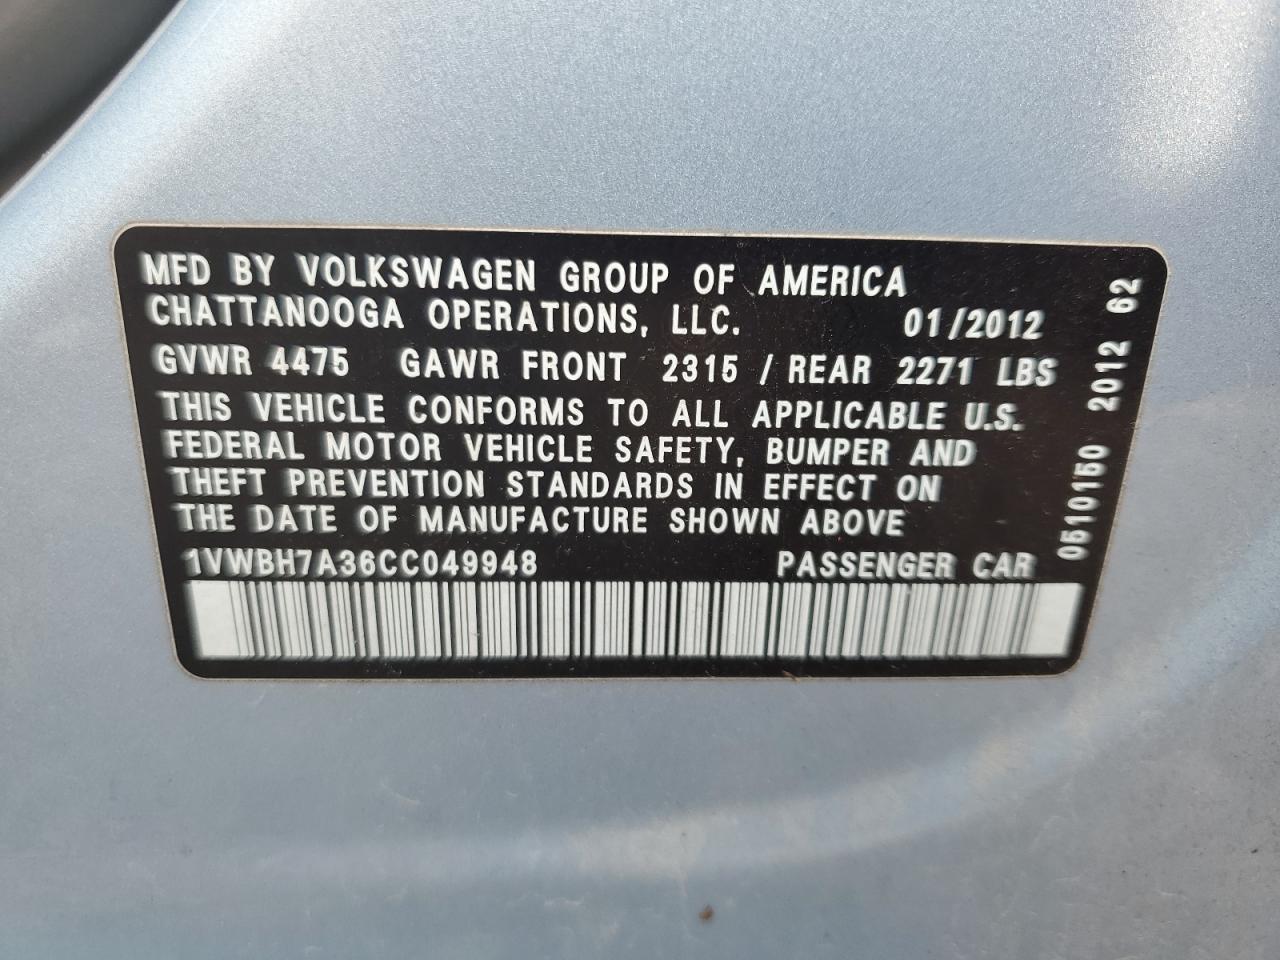 MFD BY VOLKSWAGEN GROUP OF AMERICA
CHATTANOOGA OPERATIONS, LLC. 01/2012
GVWR 4475 GAWR FRONT 2315 / REAR 2271 LBS
THIS VEHICLE CONFORMS TO ALL APPLICABLE U.S.
FEDERAL MOTOR VEHICLE SAFETY, BUMPER AND
THEFT PREVENTION STANDARDS IN EFFECT ON
THE DATE OF MANUFACTURE SHOWN ABOVE
1VWBH7A36CC049948 PASSENGER CAR
0610150 2012 62